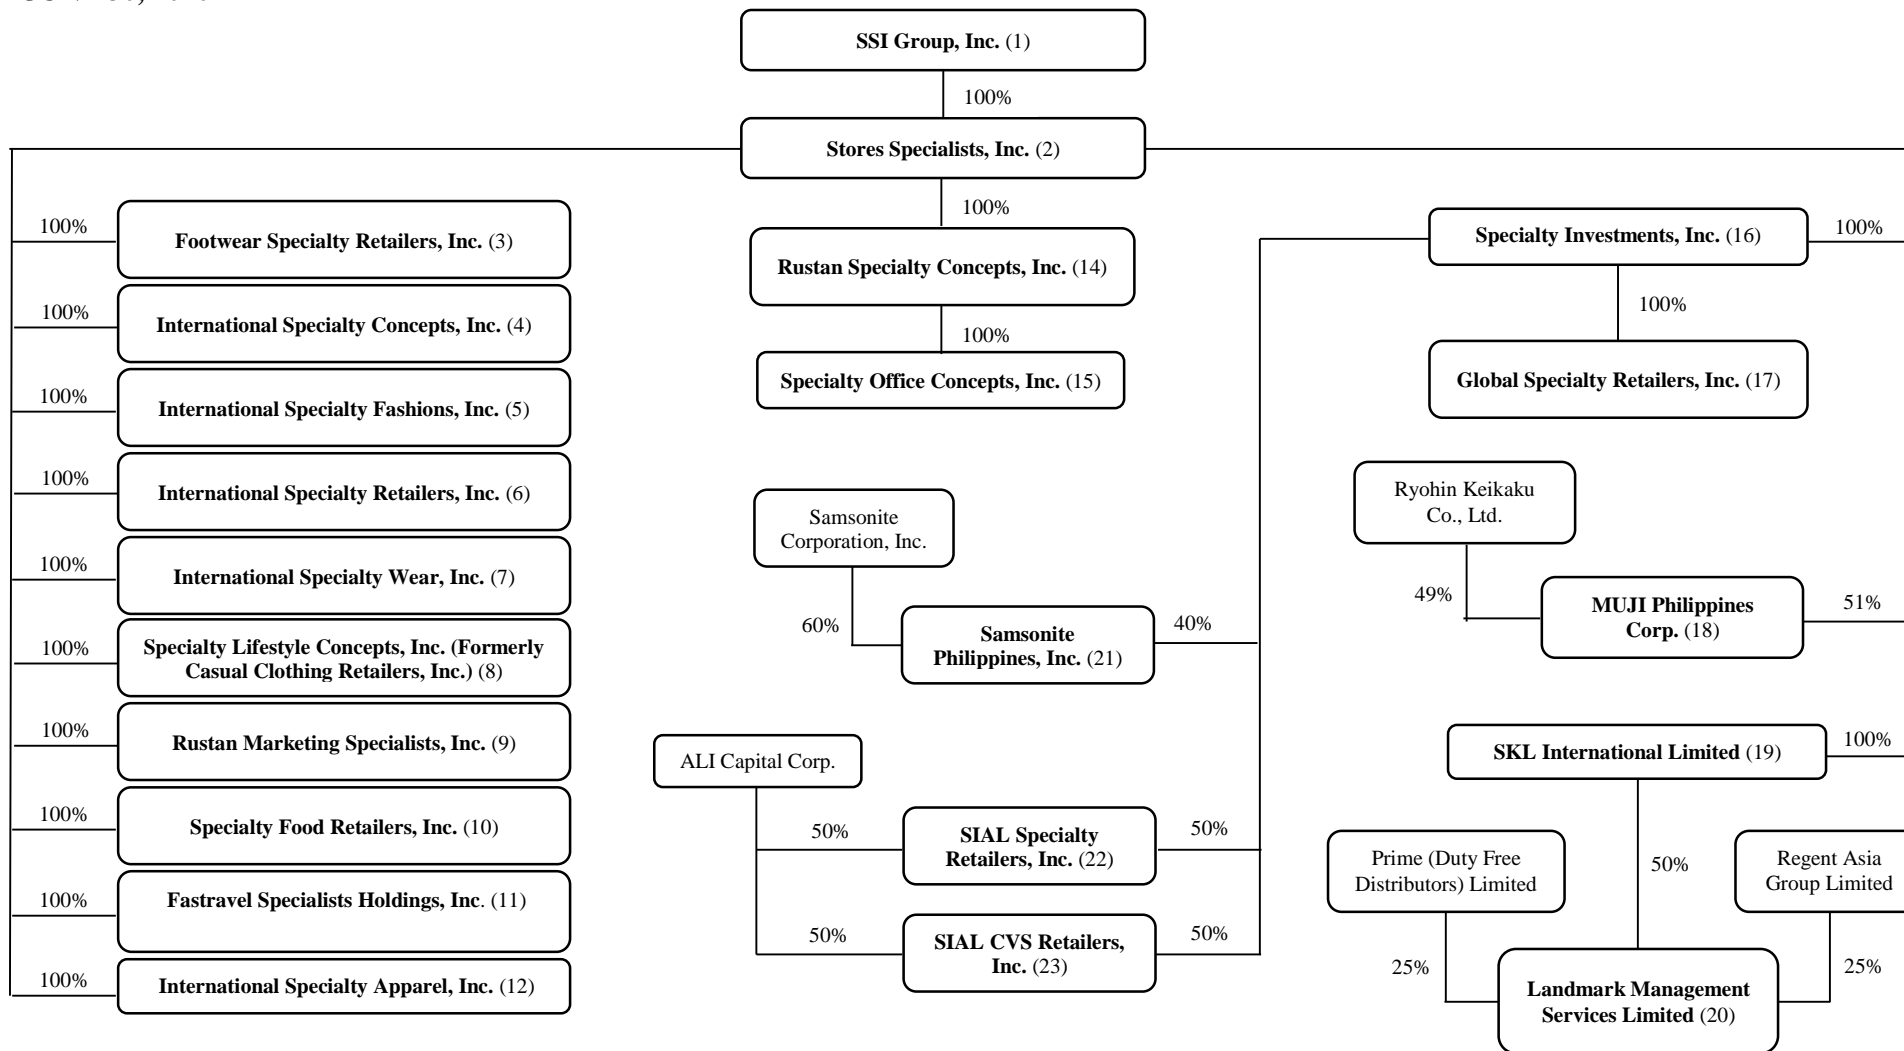 SSI Group, Inc. (1)
100%
Stores Specialists, Inc. (2)
100%
Footwear Specialty Retailers, Inc. (3)
100%
International Specialty Concepts, Inc. (4)
100%
International Specialty Fashions, Inc. (5)
100%
International Specialty Retailers, Inc. (6)
100%
International Specialty Wear, Inc. (7)
100%
Specialty Lifestyle Concepts, Inc. (Formerly
Casual Clothing Retailers, Inc.) (8)
100%
Rustan Marketing Specialists, Inc. (9)
100%
Specialty Food Retailers, Inc. (10)
100%
Fastravel Specialists Holdings, Inc. (11)
100%
International Specialty Apparel, Inc. (12)
100%
Rustan Specialty Concepts, Inc. (14)
100%
Specialty Office Concepts, Inc. (15)
Samsonite
Corporation, Inc.
60%
Samsonite
Philippines, Inc. (21)
40%
ALI Capital Corp.
50%
SIAL Specialty
Retailers, Inc. (22)
50%
50%
SIAL CVS Retailers,
Inc. (23)
50%
Specialty Investments, Inc. (16)
100%
100%
Global Specialty Retailers, Inc. (17)
Ryohin Keikaku
Co., Ltd.
49%
MUJI Philippines
Corp. (18)
51%
SKL International Limited (19)
100%
Prime (Duty Free
Distributors) Limited
50%
Regent Asia
Group Limited
25%
Landmark Management
Services Limited (20)
25%